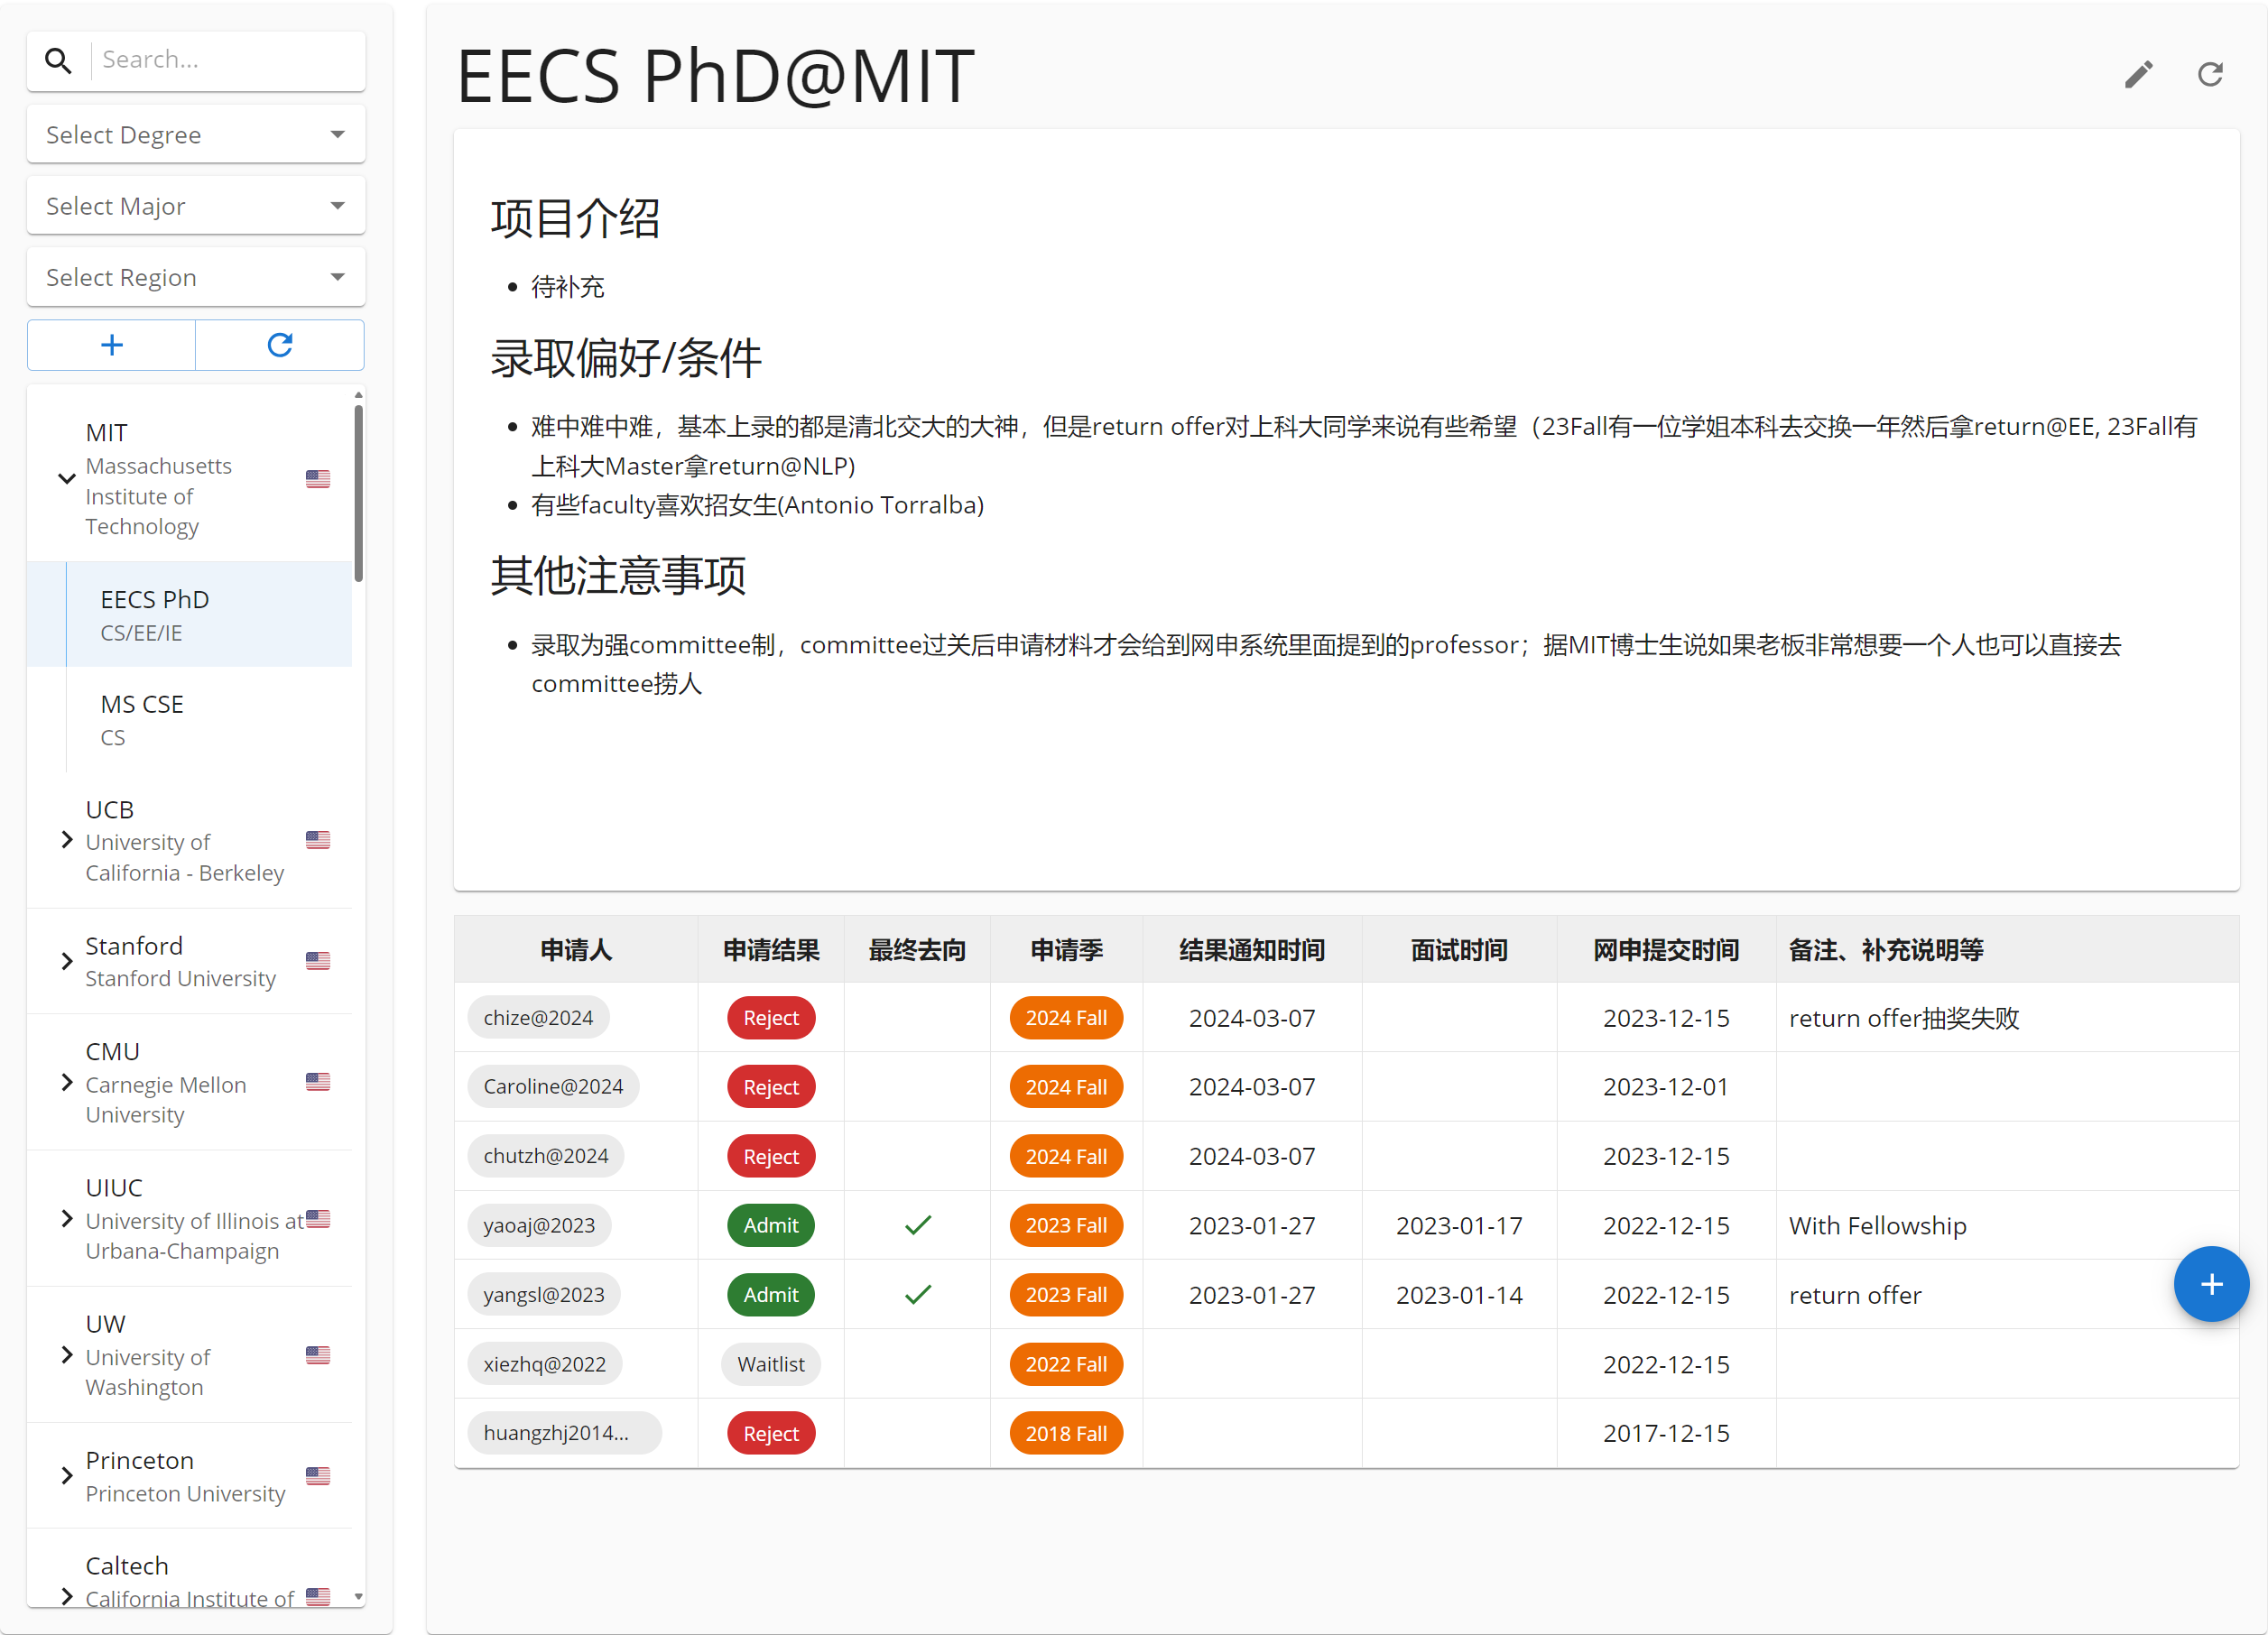 Search...
Select Degree
Select Major
Select Region
MIT
Massachusetts
Institute of
Technology
EECS PhD
CS/EE/IE
MS CSE
CS
UCB
University of
California - Berkeley
Stanford
Stanford University
CMU
Carnegie Mellon
University
UIUC
University of Illinois at
Urbana-Champaign
UW
University of
Washington
Princeton
Princeton University
Caltech
California Institute of
EECS PhD@MIT
项目介绍
待补充
录取偏好/条件
难中难中难，基本上录的都是清北交大的大神，但是return offer对上科大同学来说有些希望（23Fall有一位学姐本科去交换一年然后拿return@EE, 23Fall有
上科大Master拿return@NLP)
有些faculty喜欢招女生(Antonio Torralba)
其他注意事项
录取为强committee制，committee过关后申请材料才会给到网申系统里面提到的professor；据MIT博士生说如果老板非常想要一个人也可以直接去
committee捞人
申请人 申请结果 最终去向 申请季 结果通知时间 面试时间 网申提交时间 备注、补充说明等
chize@2024 Reject 2024 Fall 2024-03-07 2023-12-15 return offer抽奖失败
Caroline@2024 Reject 2024 Fall 2024-03-07 2023-12-01
chutzh@2024 Reject 2024 Fall 2024-03-07 2023-12-15
yaoaj@2023 Admit 2023 Fall 2023-01-27 2023-01-17 2022-12-15 With Fellowship
yangsl@2023 Admit 2023 Fall 2023-01-27 2023-01-14 2022-12-15 return offer
xiezhq@2022 Waitlist 2022 Fall 2022-12-15
huangzhj2014... Reject 2018 Fall 2017-12-15